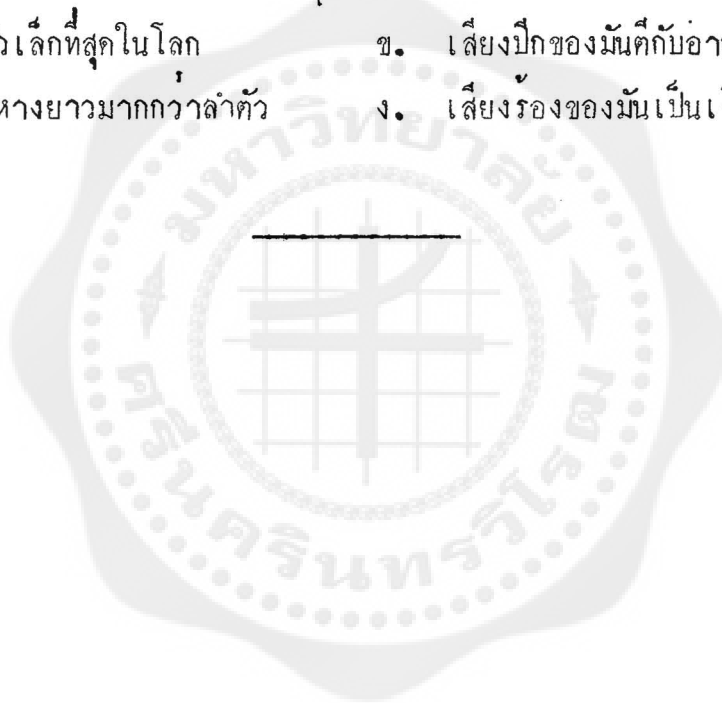 วเล็กที่สุดในโลก ข. เสียงปีกของมันตีกับอา
หางยาวมากกว่าลำตัว ง. เสียงร้องของมันเป็นเ
มหาวิทยาลัย
ศรีนครินทรวิโรฒ